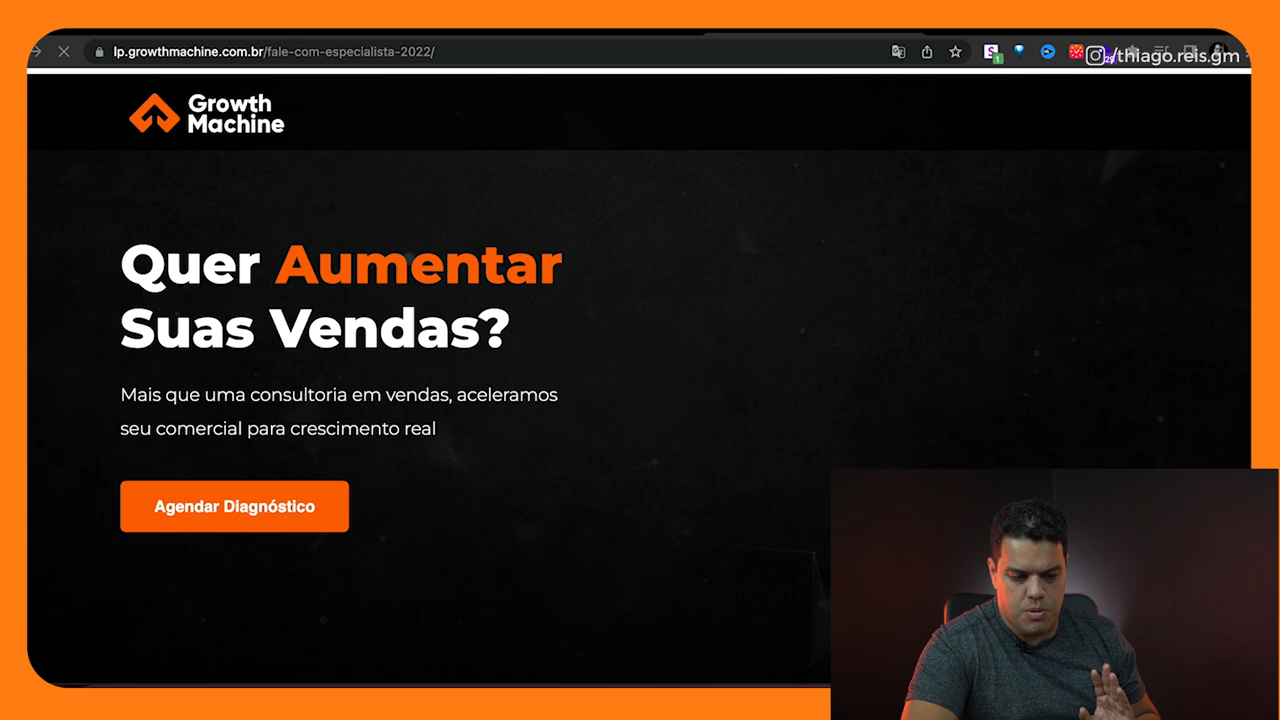 lp.growthmachine.com.br/fale-com-especialista-2022/
/thiago.reis.gm
Growth
Machine
Quer Aumentar
Suas Vendas?
Mais que uma consultoria em vendas, aceleramos
seu comercial para crescimento real
Agendar Diagnóstico